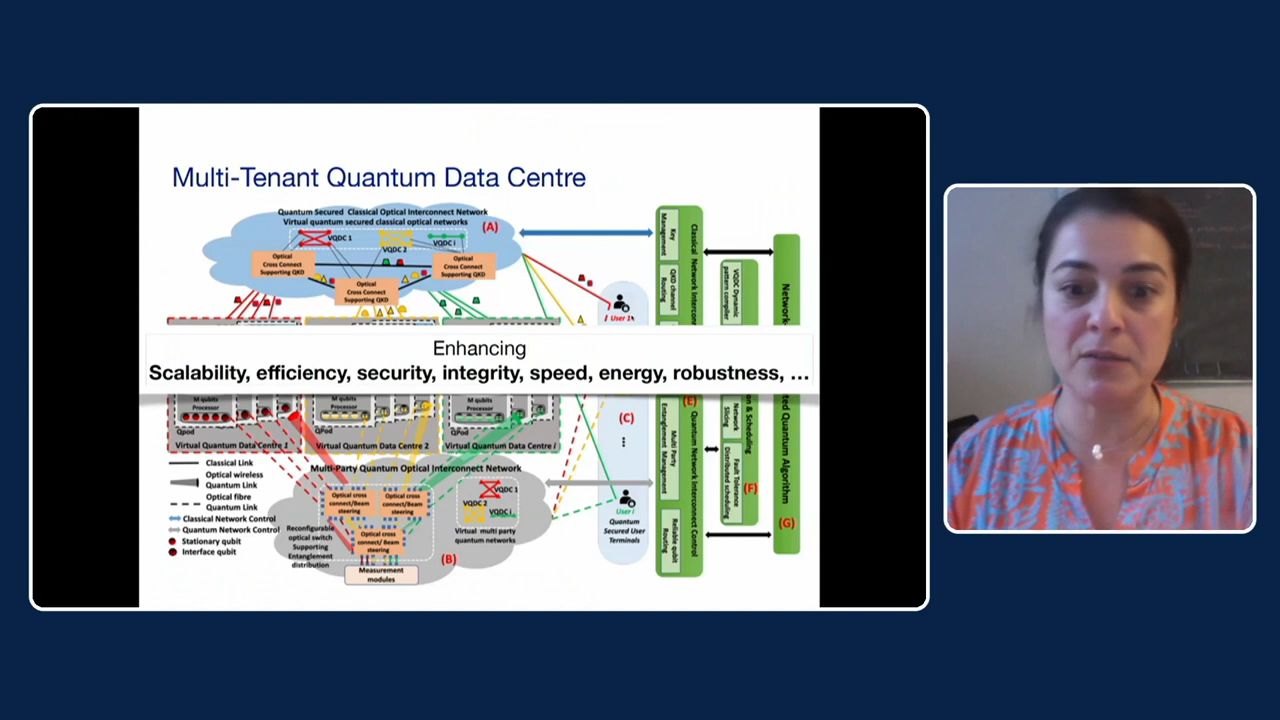 Multi-Tenant Quantum Data Centre
Quantum Secured Classical Optical Interconnect Network
Virtual quantum secured classical optical networks
(A)
VQDC 1
VQDC 2
VQDC i
Optical
Cross Connect
Supporting QKD
Optical
Cross Connect
Supporting QKD
Optical
Cross Connect
Supporting QKD
User 1
Key
Management
QKD channel
Routing
VQDC Dynamic
pattern compiler
Enhancing
Scalability, efficiency, security, integrity, speed, energy, robustness, …
M qubits
Processor
M qubits
Processor
M qubits
Processor
Qpod
QPod
QPod
Virtual Quantum Data Centre 1
Virtual Quantum Data Centre 2
Virtual Quantum Data Centre i
(C)
...
Classical Link
Optical wireless
Quantum Link
Optical fibre
Quantum Link
Classical Network Control
Quantum Network Control
Stationary qubit
Interface qubit
Multi-Party Quantum Optical Interconnect Network
Optical cross
connect/Beam
steering
Optical cross
connect/Beam
steering
Optical cross
connect/ Beam
steering
Reconfigurable
optical switch
Supporting
Entanglement
distribution
Measurement
modules
VQDC 1
VQDC 2
VQDC i
Virtual multi party
quantum networks
(B)
User i
Quantum
Secured User
Terminals
Multi Party
Entanglement Management
Reliable qubit
Routing
Quantum Network Interconnect Control
Network
Slicing
Fault Tolerance
Distributed scheduling
(F)
Quantum Algorithm
(G)